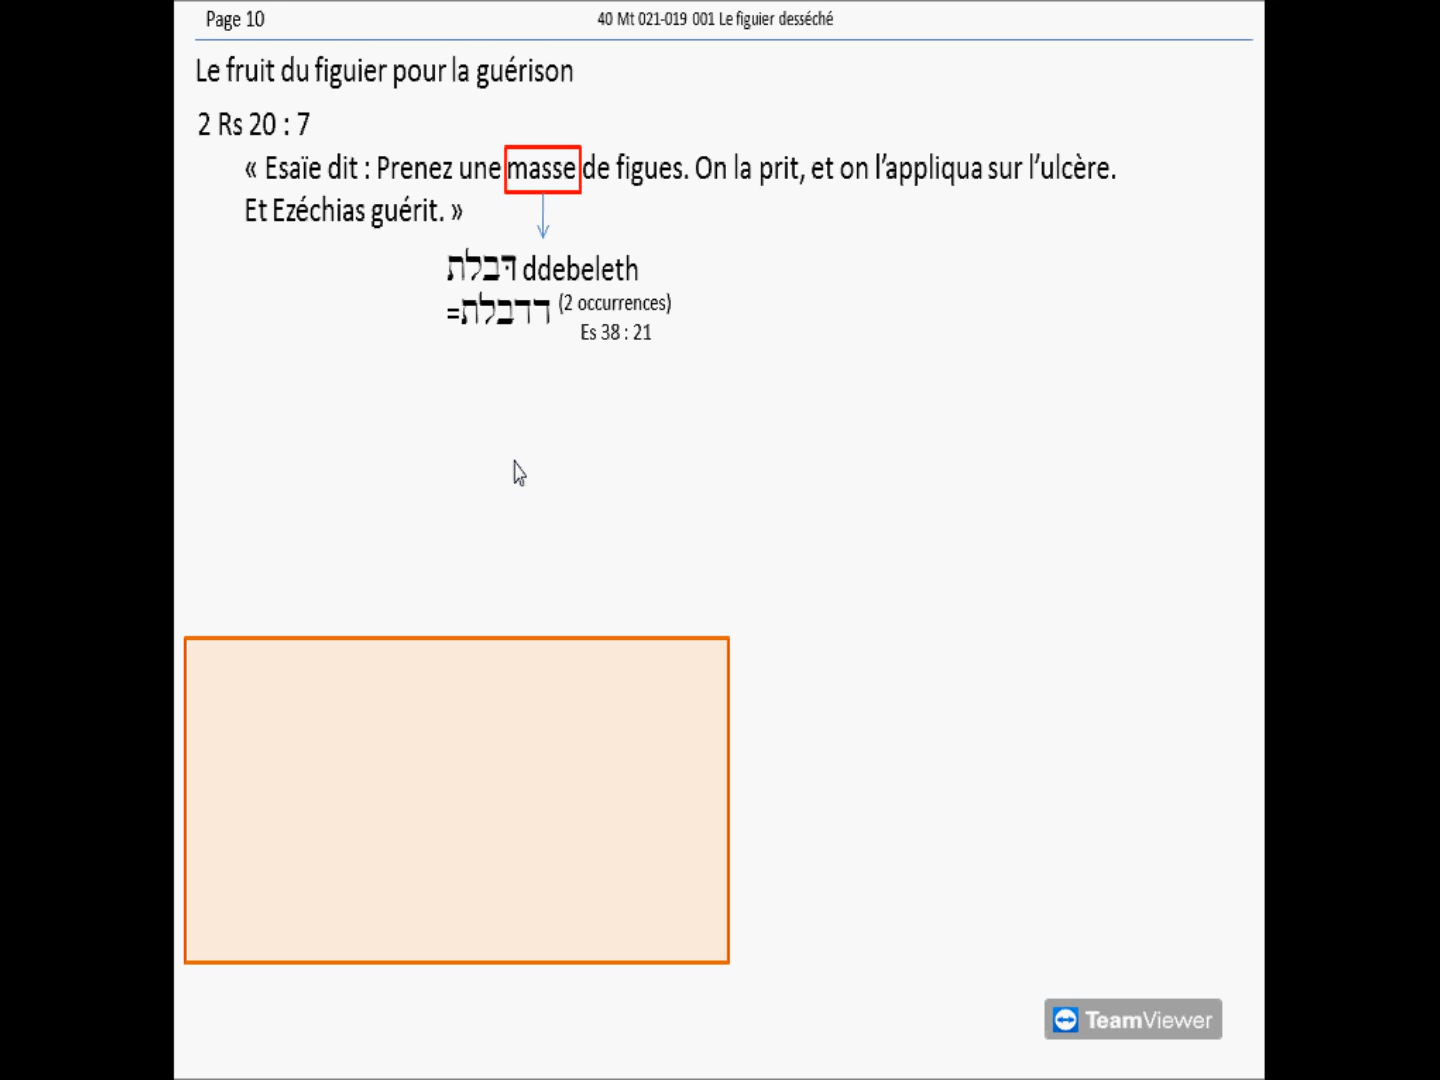 Page 10
40 Mt 021-019 001 Le figuier desséché
Le fruit du figuier pour la guérison
2 Rs 20 : 7
« Esaïe dit : Prenez une masse de figues. On la prit, et on l’appliqua sur l’ulcère.
Et Ezéchias guérit. »
דּבלת ddebeleth
=דדבלת (2 occurrences)
Es 38 : 21
TeamViewer